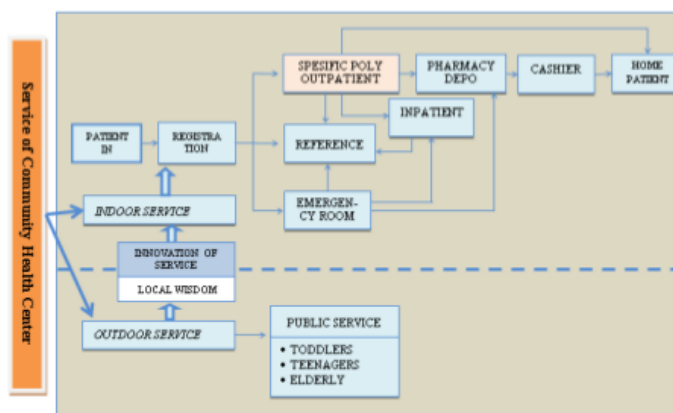 Service of Community Health Center
SPESIFIC POLY
OUTPATIENT
PHARMACY
DEPO
CASHIER
HOME
PATIENT
INPATIENT
PATIENT
IN
REGISTRA
TION
REFERENCE
EMERGEN-
CY ROOM
INDOOR SERVICE
INNOVATION OF
SERVICE
LOCAL WISDOM
OUTDOOR SERVICE
PUBLIC SERVICE
• TODDLERS
• TEENAGERS
• ELDERLY